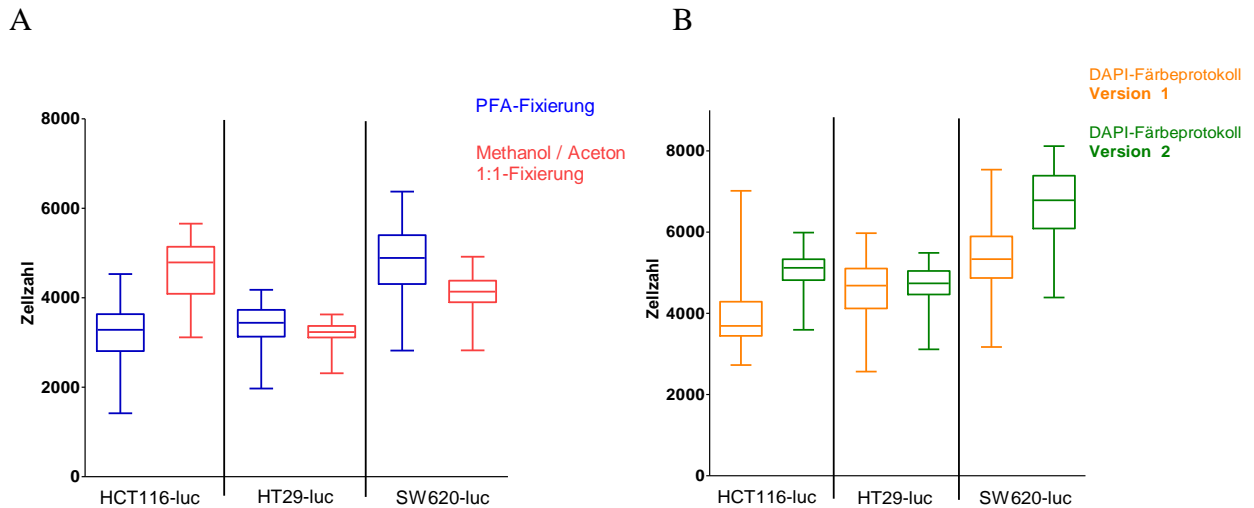 A
PFA-Fixierung
Methanol / Aceton
1:1-Fixierung
Zellzahl
8000
6000
4000
2000
0
HCT116-luc
HT29-luc
SW620-luc
B
DAPI-Färbeprotokoll
Version 1
DAPI-Färbeprotokoll
Version 2
Zellzahl
8000
6000
4000
2000
0
HCT116-luc
HT29-luc
SW620-luc